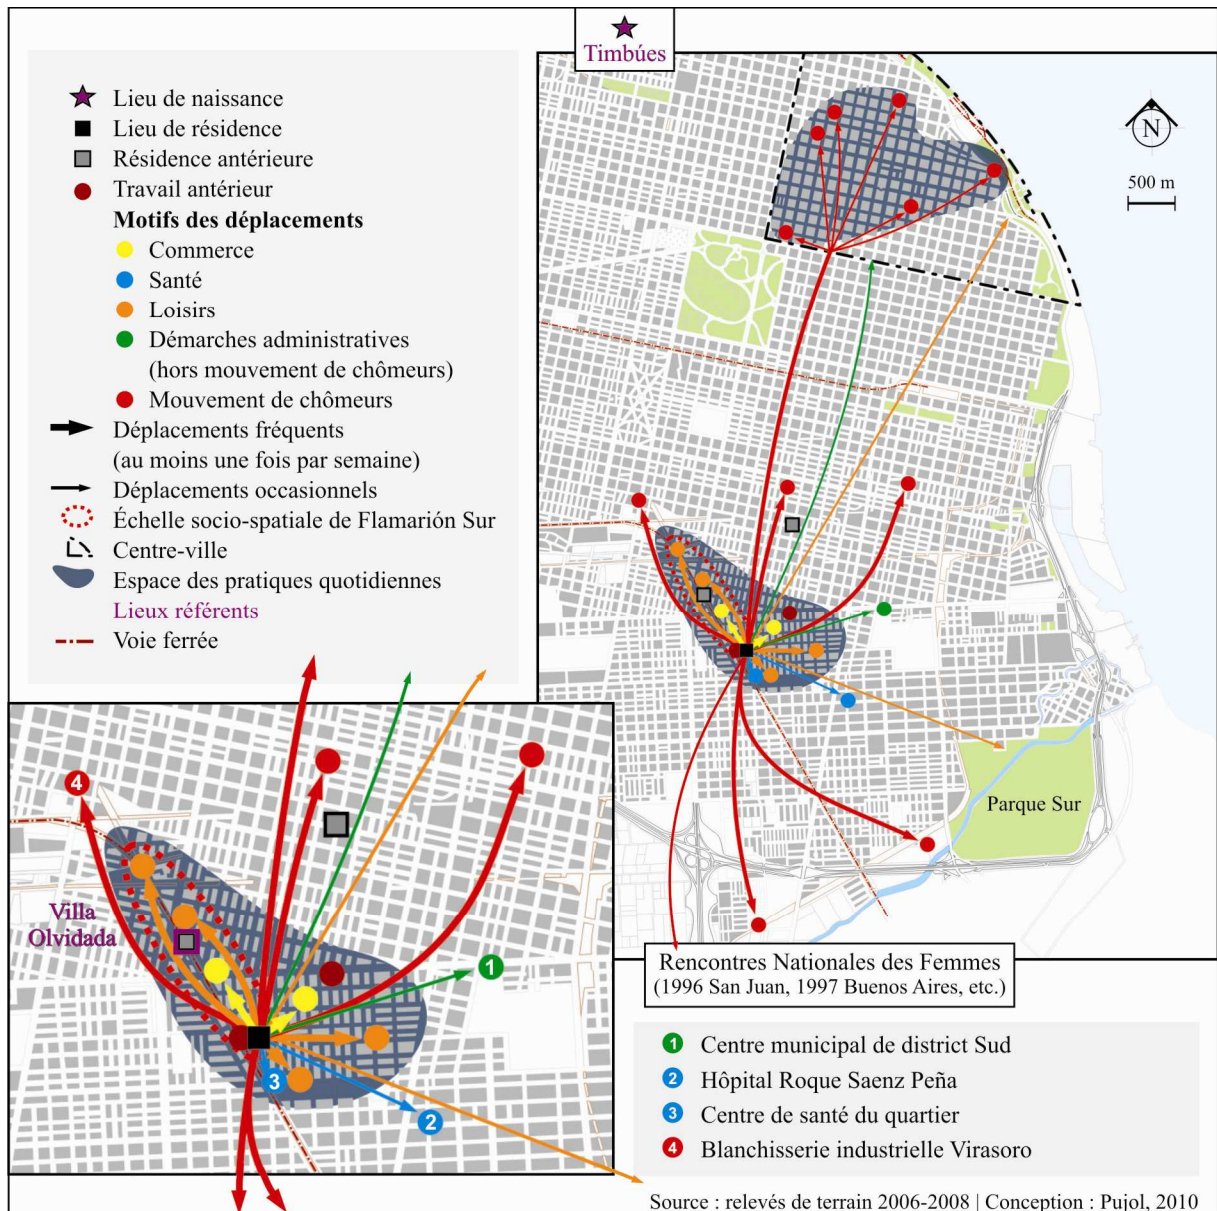 Timbúes
Lieu de naissance
Lieu de résidence
Résidence antérieure
Travail antérieur
Motifs des déplacements
Commerce
Santé
Loisirs
Démarches administratives
(hors mouvement de chômeurs)
Mouvement de chômeurs
Déplacements fréquents
(au moins une fois par semaine)
Déplacements occasionnels
Échelle socio-spatiale de Flamarión Sur
Centre-ville
Espace des pratiques quotidiennes
Lieux référents
Voie ferrée
N
500 m
Parque Sur
4
Villa
Olvidada
1
3
2
Rencontres Nationales des Femmes
(1996 San Juan, 1997 Buenos Aires, etc.)
1 Centre municipal de district Sud
2 Hôpital Roque Saenz Peña
3 Centre de santé du quartier
4 Blanchisserie industrielle Virasoro
Source : relevés de terrain 2006-2008 | Conception : Pujol, 2010